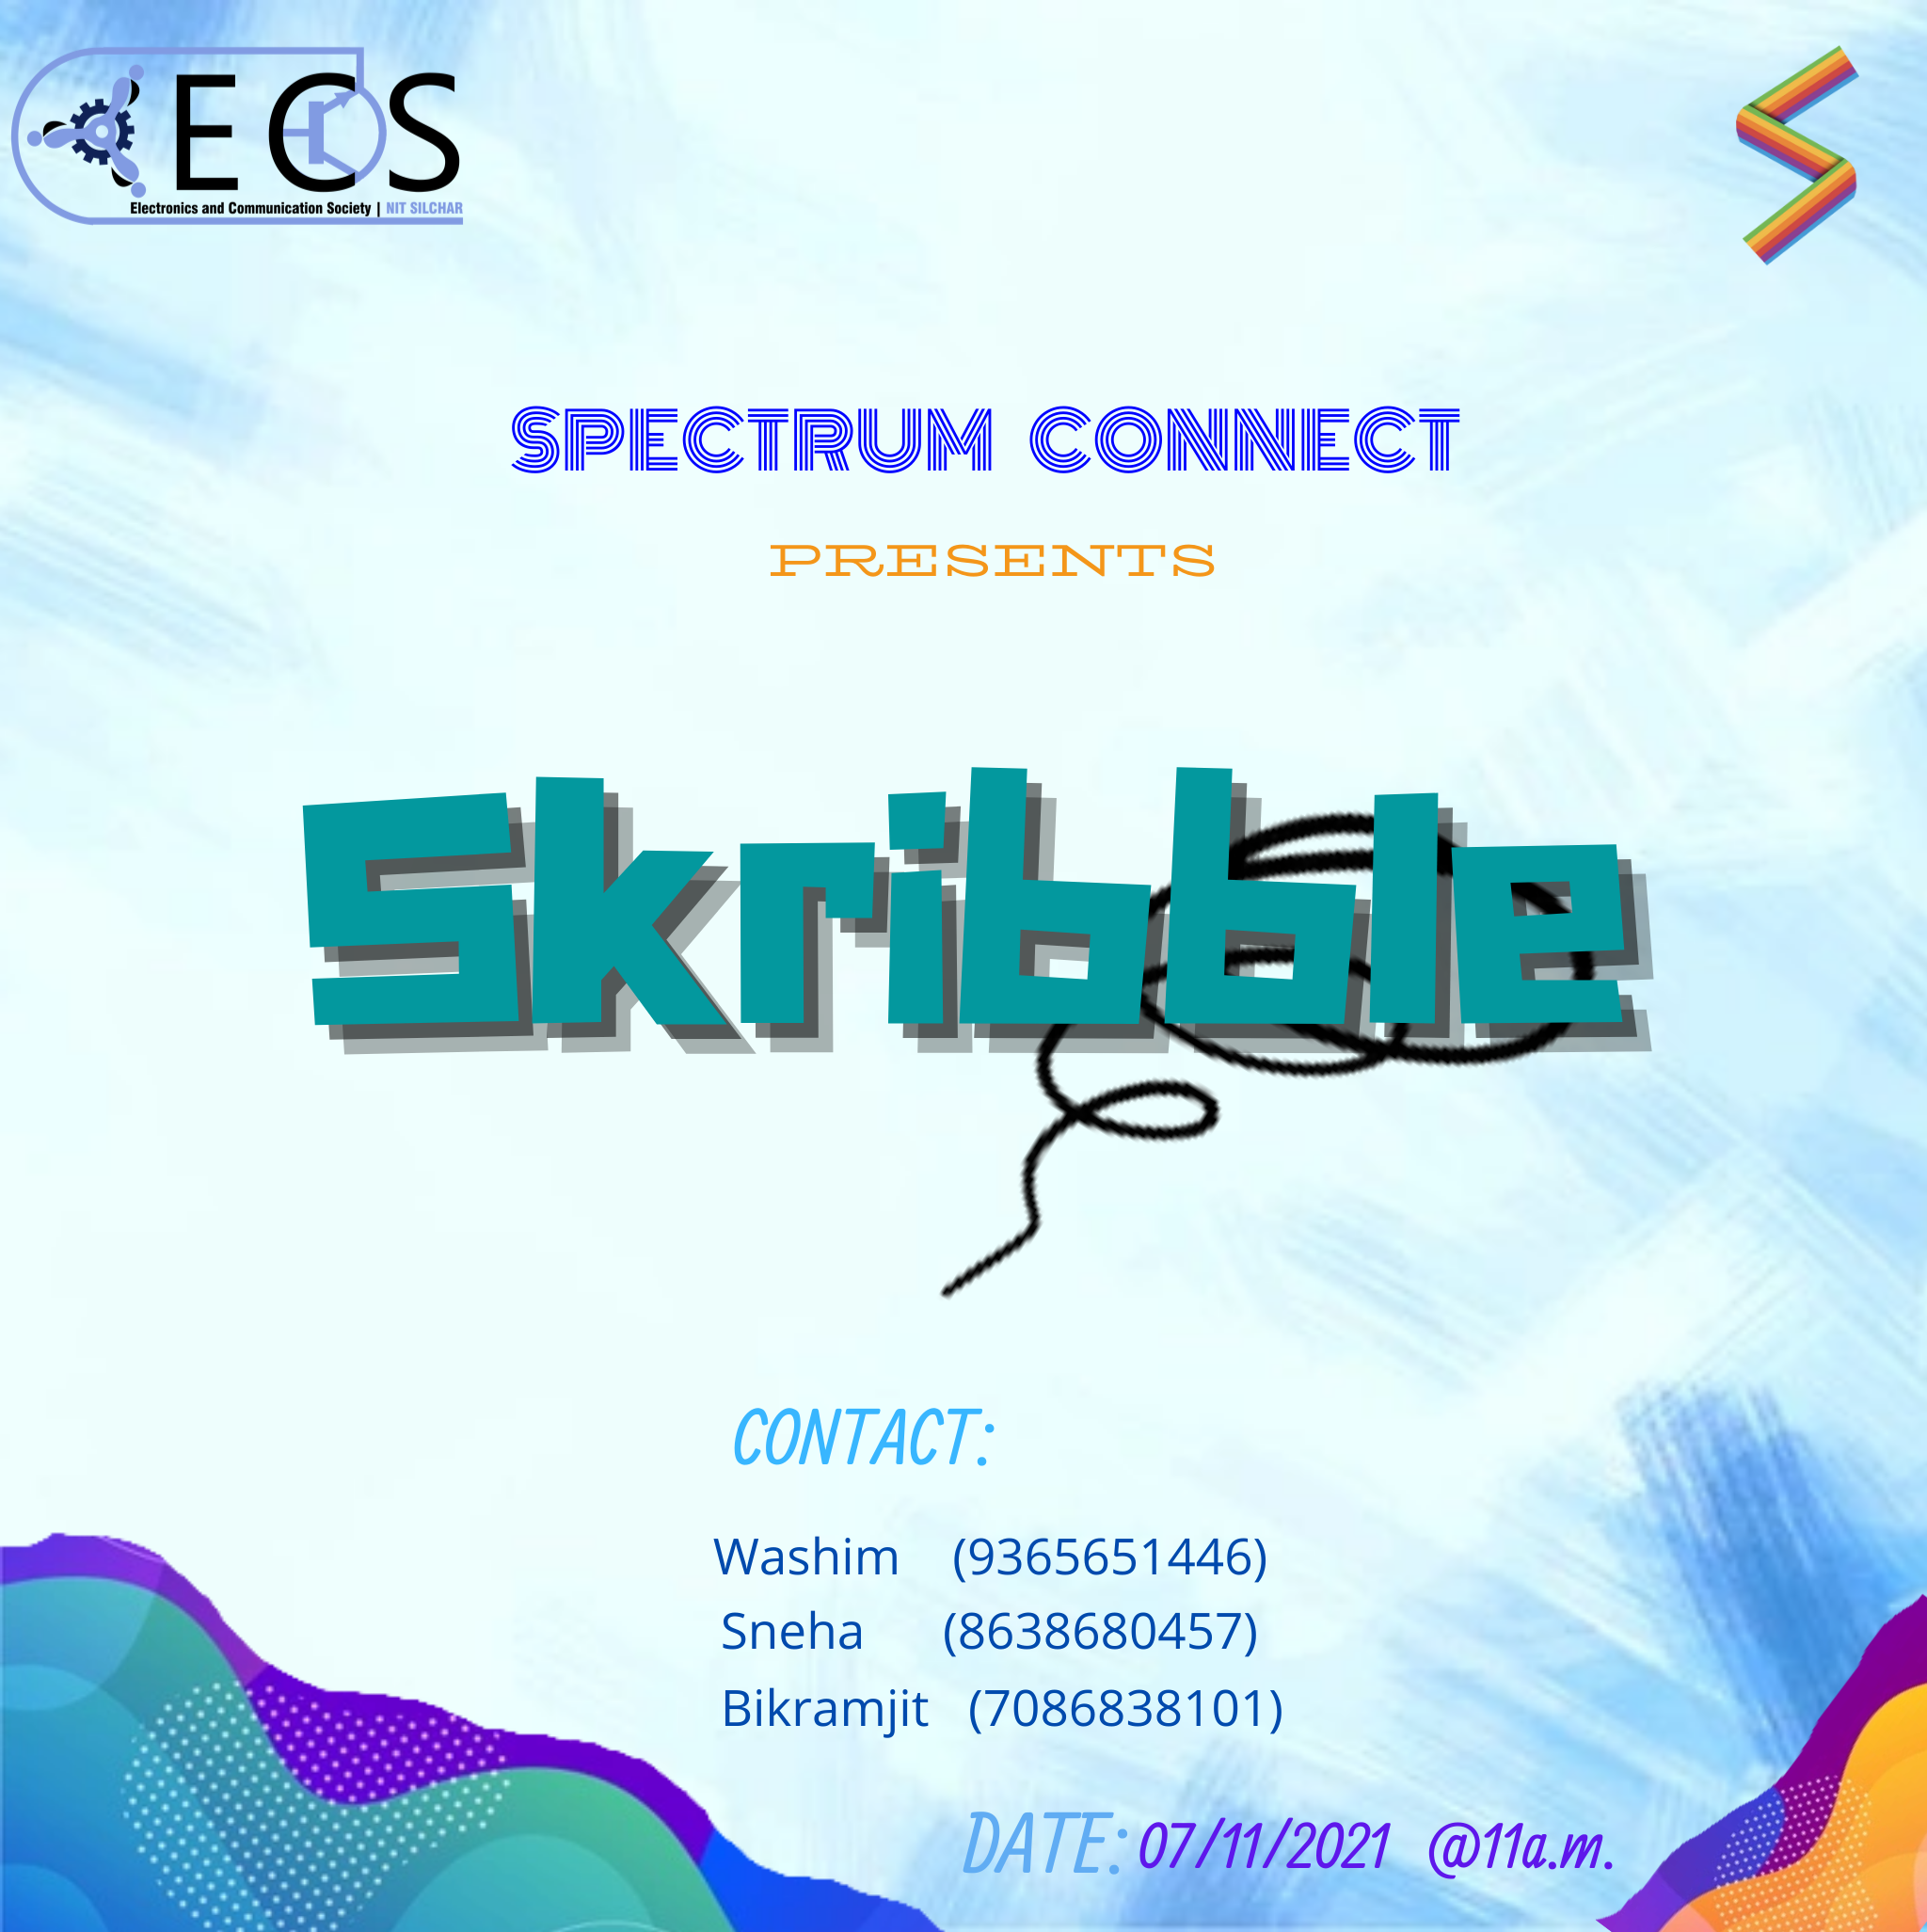 ECS
Electronics and Communication Society | NIT SILCHAR
SPECTRUM CONNECT
PRESENTS
Skribble
CONTACT:
Washim (9365651446)
Sneha (8638680457)
Bikramjit (7086838101)
DATE: 07/11/2021 @11a.m.